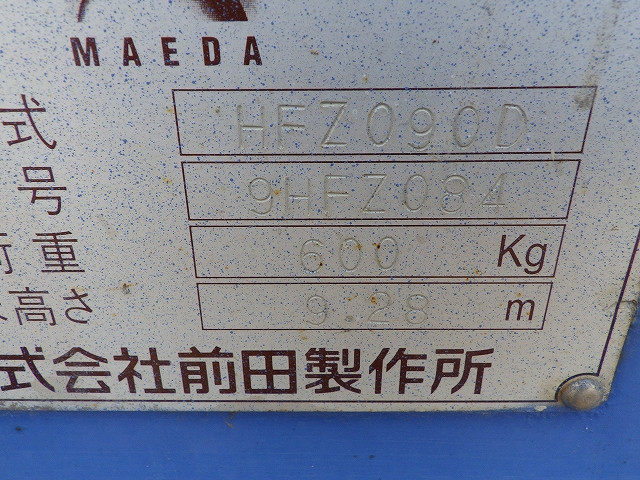 MAEDA
式 HFZ090D
号 9HFZ084
荷重 600 Kg
高さ 9.28 m
式会社前田製作所